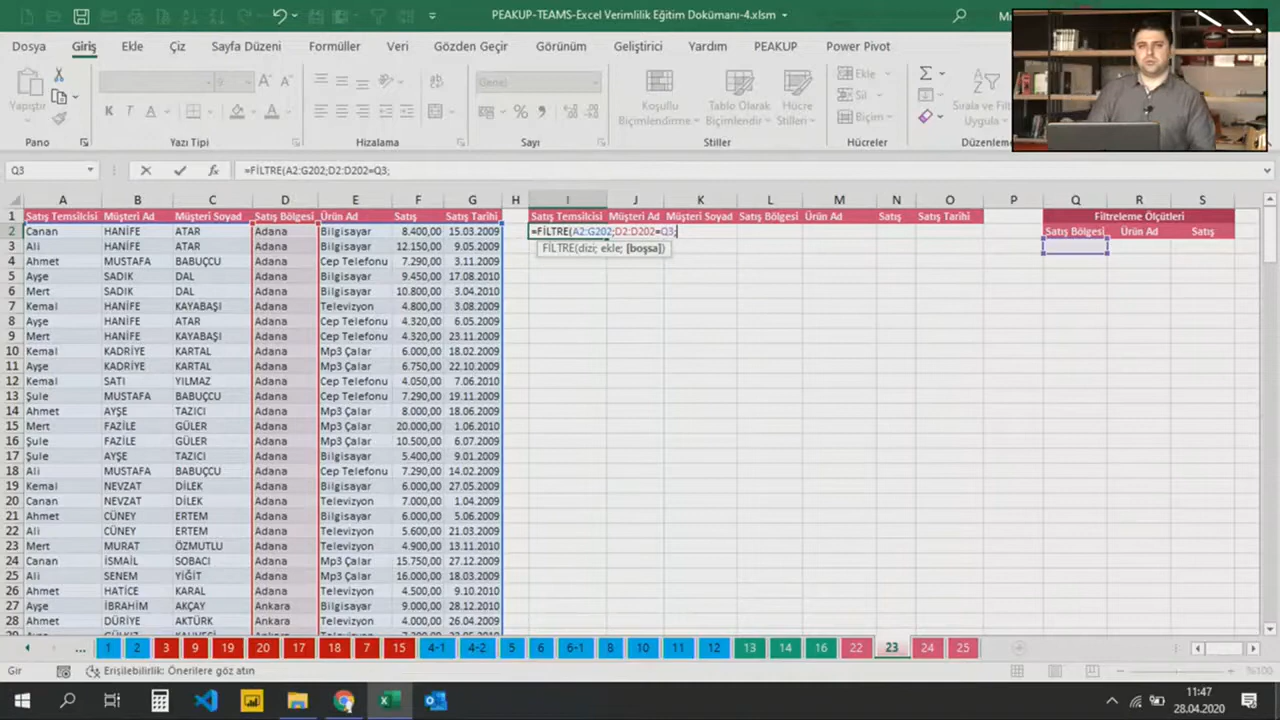 PEAKUP-TEAMS-Excel Verimlilik Eğitim Dokümanı-4.xlsm
Dosya Giriş Ekle Çiz Sayfa Düzeni Formüller Veri Gözden Geçir Görünüm Geliştirici Yardım PEAKUP Power Pivot
Yapıştır
9
Genel
K T A
Koşullu Biçimlendirme
Tablo Olarak Biçimlendir
Hücre Stilleri
Ekle
Sil
Biçim
Sırala ve
Uygula
Pano Yazı Tipi Hizalama Sayı Stiller Hücreler Düzenleme
Q3 =FİLTRE(A2:G202;D2:D202=Q3;
A B C D E F G H I J K L M N O P Q R S
1 Satış Temsilcisi Müşteri Ad Müşteri Soyad Satış Bölgesi Ürün Ad Satış Satış Tarihi Satış Temsilcisi Müşteri Ad Müşteri Soyad Satış Bölgesi Ürün Ad Satış Satış Tarihi Filtreleme Ölçütleri
2 Canan HANİFE ATAR Adana Bilgisayar 8.400,00 15.03.2009 =FİLTRE(A2:G202;D2:D202=Q3; Satış Bölgesi Ürün Ad Satış
3 Ali HANİFE ATAR Adana Bilgisayar 12.150,00 9.05.2009 FİLTRE(dizi; ekle; [boşsa])
4 Ahmet MUSTAFA BABUÇCU Adana Cep Telefonu 7.290,00 3.11.2009
5 Ayşe SADIK DAL Adana Bilgisayar 9.450,00 17.08.2010
6 Mert SADIK DAL Adana Bilgisayar 10.800,00 3.04.2010
7 Kemal HANİFE KAYABAŞI Adana Televizyon 4.800,00 3.08.2009
8 Ayşe HANİFE ATAR Adana Cep Telefonu 4.320,00 6.05.2009
9 Mert HANİFE KAYABAŞI Adana Cep Telefonu 4.320,00 23.11.2009
10 Kemal KADRİYE KARTAL Adana Mp3 Çalar 6.000,00 18.02.2009
11 Ayşe KADRİYE KARTAL Adana Mp3 Çalar 6.750,00 22.10.2009
12 Kemal SATI YILMAZ Adana Cep Telefonu 4.050,00 7.06.2010
13 Şule MUSTAFA BABUÇCU Adana Cep Telefonu 7.290,00 19.11.2009
14 Ahmet AYŞE TAZICI Adana Mp3 Çalar 8.000,00 18.06.2009
15 Mert FAZİLE GÜLER Adana Mp3 Çalar 20.000,00 1.06.2010
16 Şule FAZİLE GÜLER Adana Mp3 Çalar 10.500,00 6.07.2009
17 Şule AYŞE TAZICI Adana Bilgisayar 5.400,00 9.01.2009
18 Ali MUSTAFA BABUÇCU Adana Cep Telefonu 7.290,00 14.02.2009
19 Kemal NEVZAT DİLEK Adana Bilgisayar 6.000,00 27.05.2009
20 Canan NEVZAT DİLEK Adana Televizyon 7.000,00 1.04.2009
21 Ahmet CÜNEY ERTEM Adana Bilgisayar 6.000,00 5.06.2009
22 Ali CÜNEY ERTEM Adana Televizyon 5.600,00 21.03.2009
23 Mert MURAT ÖZMUTLU Adana Televizyon 4.900,00 13.11.2010
24 Canan İSMAİL SOBACI Adana Mp3 Çalar 15.750,00 27.12.2009
25 Ali SENEM YİĞİT Adana Mp3 Çalar 16.000,00 18.03.2009
26 Ahmet HATİCE KARAL Adana Televizyon 4.500,00 9.10.2010
27 Ayşe İBRAHİM AKÇAY Ankara Bilgisayar 9.000,00 28.12.2010
28 Ahmet DÜRİYE AKTÜRK Ankara Televizyon 4.000,00 26.04.2009
... 1 2 3 9 19 20 17 18 7 15 4-1 4-2 5 6 6-1 8 10 11 12 13 14 16 22 23 24 25
Gir Erişilebilirlik: Önerilere göz atın %100
11:47
28.04.2020